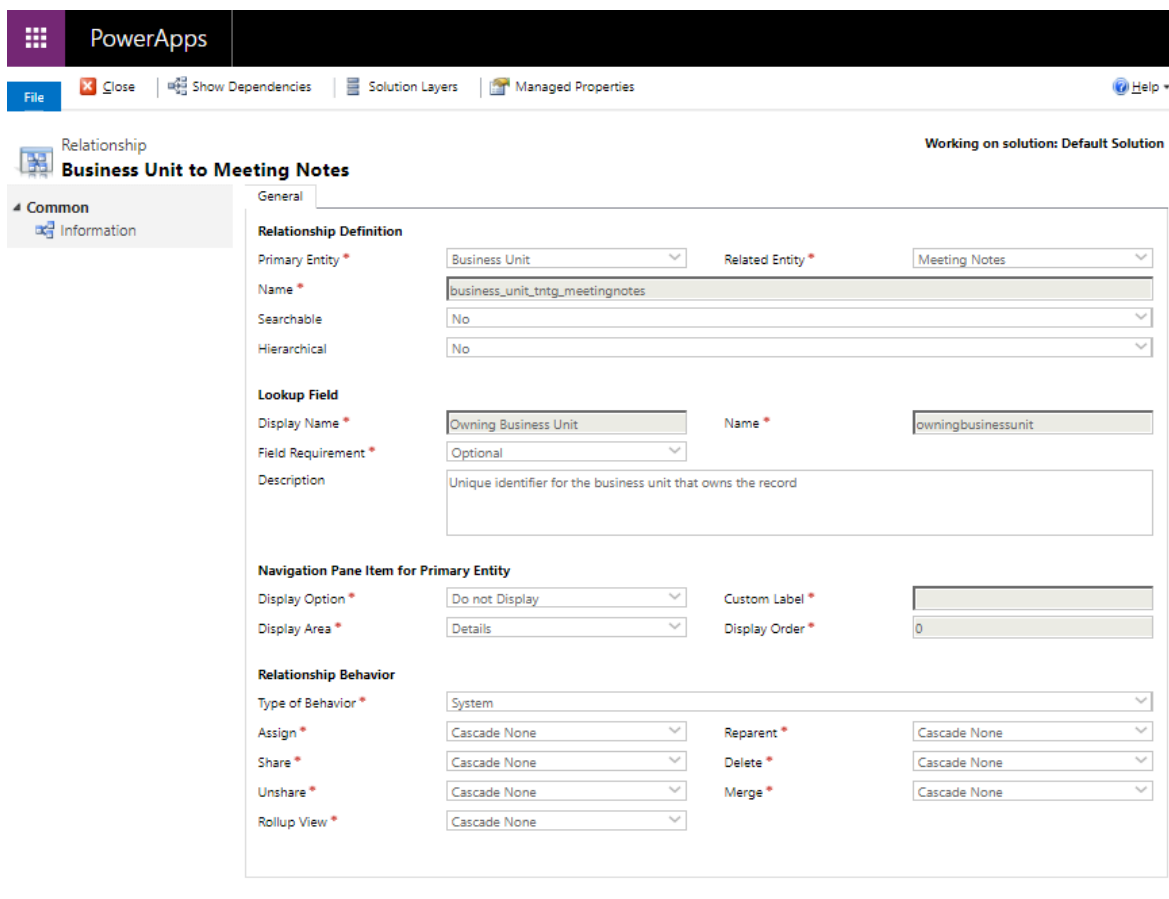 PowerApps
File
Close
Show Dependencies
Solution Layers
Managed Properties
Help
Relationship
Business Unit to Meeting Notes
Working on solution: Default Solution
Common
Information
General
Relationship Definition
Primary Entity * Business Unit Related Entity * Meeting Notes
Name * business_unit_tntg_meetingnotes
Searchable No
Hierarchical No
Lookup Field
Display Name * Owning Business Unit Name * owningbusinessunit
Field Requirement * Optional
Description Unique identifier for the business unit that owns the record
Navigation Pane Item for Primary Entity
Display Option * Do not Display Custom Label *
Display Area * Details Display Order * 0
Relationship Behavior
Type of Behavior * System
Assign * Cascade None Reparent * Cascade None
Share * Cascade None Delete * Cascade None
Unshare * Cascade None Merge * Cascade None
Rollup View * Cascade None